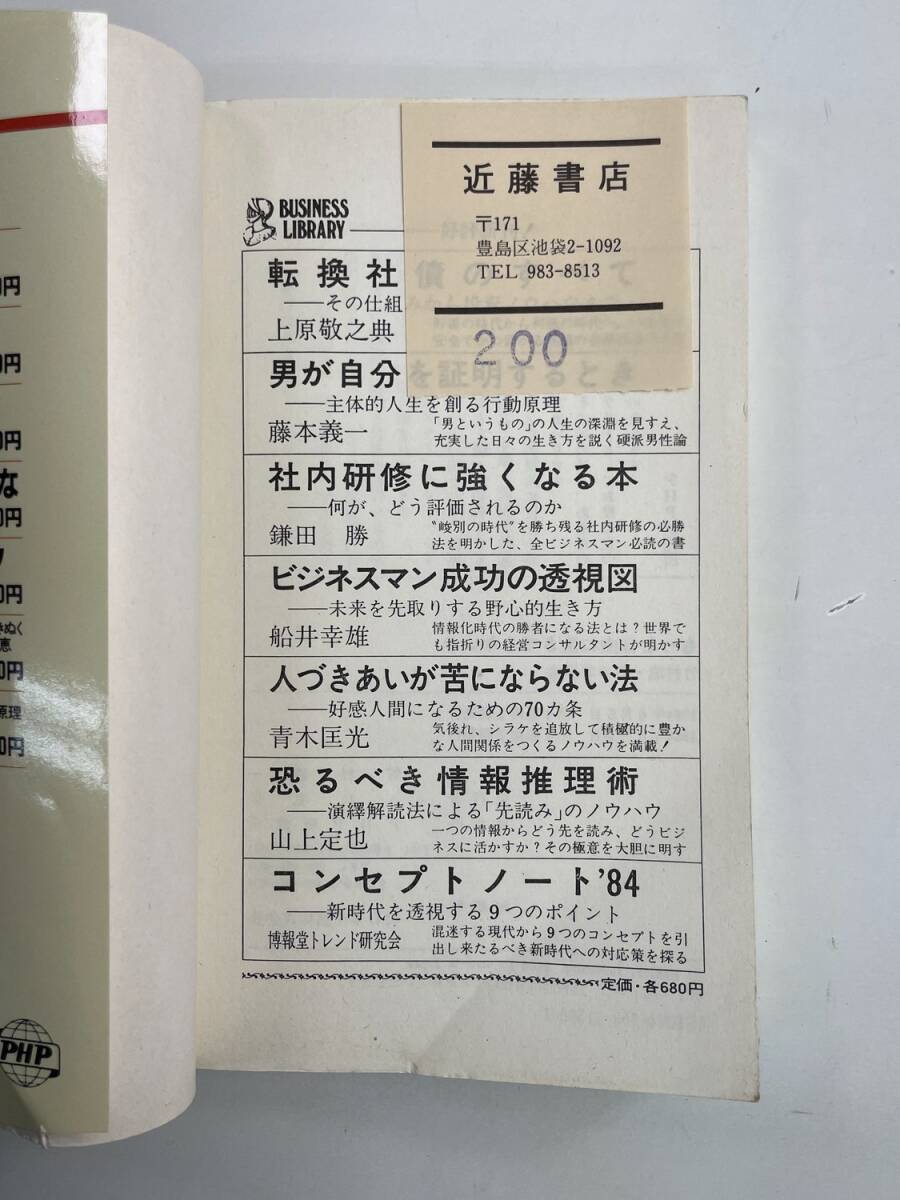 近藤書店
〒171
豊島区池袋2-1092
TEL 983-8513
200
BUSINESS
LIBRARY
転換社債のすべて
——その仕組
上原敬之典
男が自分を証明するとき
——主体的人生を創る行動原理
藤本義一
「男というもの」の人生の深淵を見すえ、
充実した日々の生き方を説く硬派男性論
社内研修に強くなる本
——何が、どう評価されるのか
鎌田 勝
〝峻別の時代〟を勝ち残る社内研修の必勝
法を明かした、全ビジネスマン必読の書
ビジネスマン成功の透視図
——未来を先取りする野心的生き方
船井幸雄
情報化時代の勝者になる法とは?世界で
も指折りの経営コンサルタントが明かす
人づきあいが苦にならない法
——好感人間になるための70カ条
青木匡光
気後れ、シラケを追放して積極的に豊か
な人間関係をつくるノウハウを満載!
恐るべき情報推理術
——演繹解読法による「先読み」のノウハウ
山上定也
一つの情報からどう先を読み、どうビジ
ネスに活かすか?その極意を大胆に明す
コンセプトノート'84
——新時代を透視する9つのポイント
博報堂トレンド研究会
混迷する現代から9つのコンセプトを引
出し来たるべき新時代への対応策を探る
定価・各680円
0円
0円
0円
な
0円
0円
きぬく
恵
0円
原理
0円
PHP